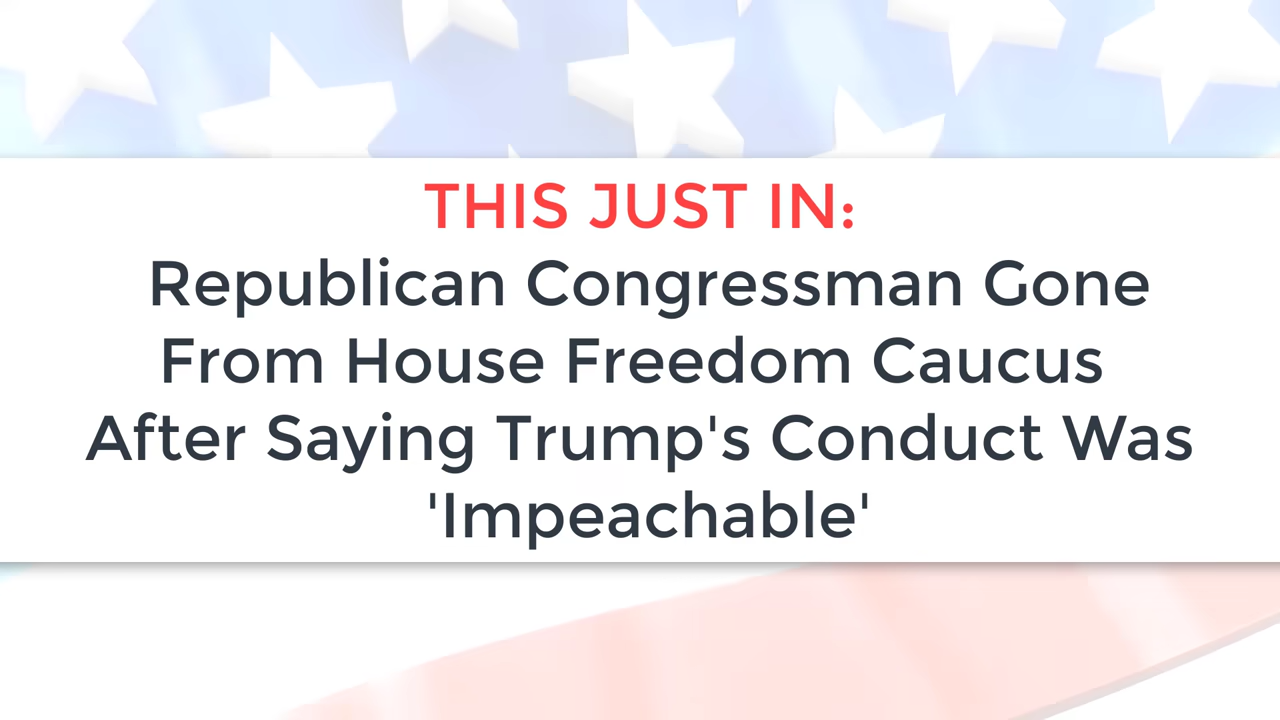 THIS JUST IN:
Republican Congressman Gone
From House Freedom Caucus
After Saying Trump's Conduct Was
'Impeachable'